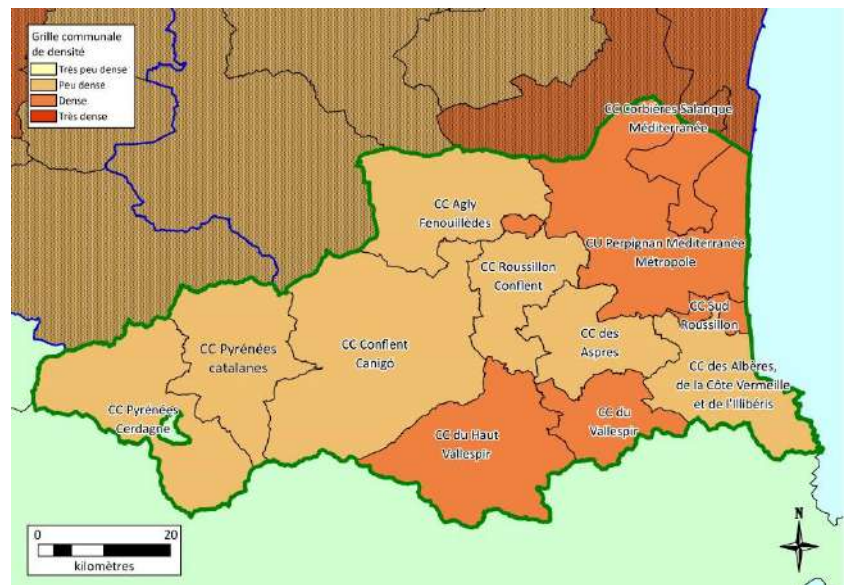 Grille communale
de densité
Très peu dense
Peu dense
Dense
Très dense
CC Corbières Salanque
Méditerranée
CC Agly
Fenouillèdes
CU Perpignan Méditerranée
Métropole
CC Roussillon
Conflent
CC Sud
Roussillon
CC Pyrénées
catalanes
CC Conflent
Canigó
CC des
Aspres
CC des Albères,
de la Côte Vermeille
et de l'Illibéris
CC Pyrénées
Cerdagne
CC du Haut
Vallespir
CC du
Vallespir
N
0 20
kilomètres